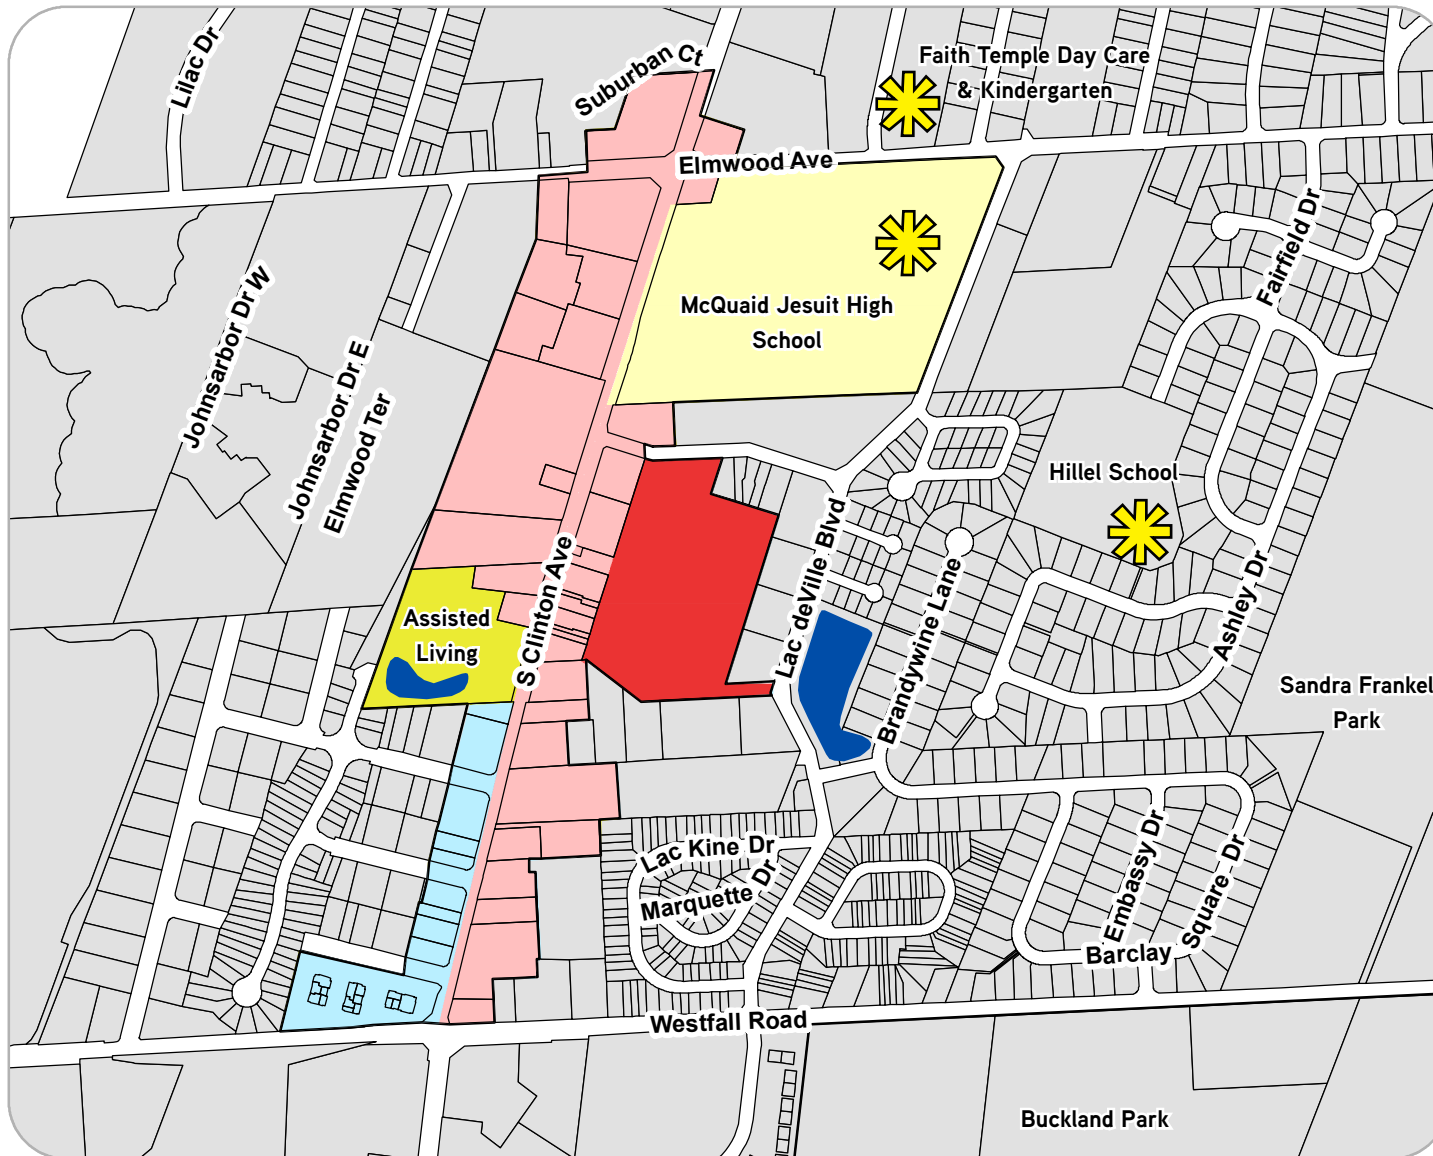 Lilac Dr
Suburban Ct
Faith Temple Day Care
& Kindergarten
Elmwood Ave
Fairfield Dr
McQuaid Jesuit High
School
Johnsarbor Dr W
Johnsarbor Dr E
Elmwood Ter
Hillel School
Lac deVille Blvd
S Clinton Ave
Brandywine Lane
Ashley Dr
Assisted
Living
Sandra Frankel
Park
Lac Kine Dr
Marquette Dr
Embassy Dr
Barclay Square Dr
Westfall Road
Buckland Park